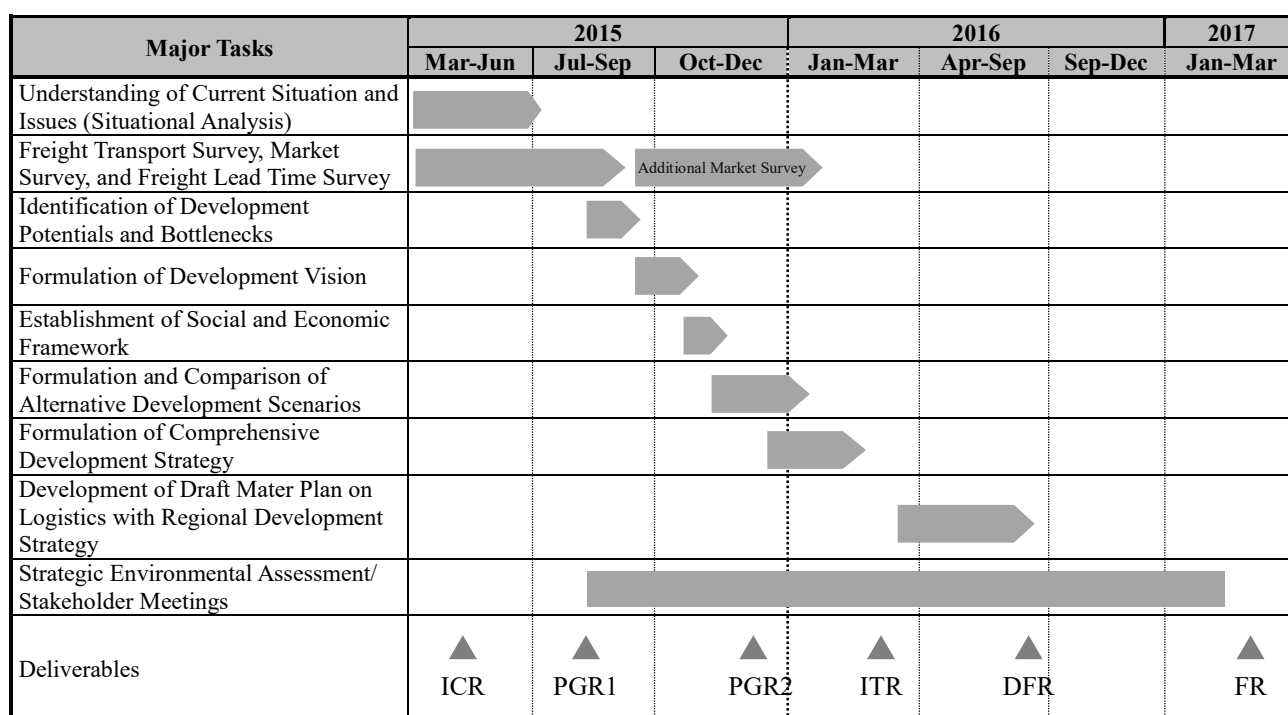 Major Tasks
2015
2016
2017
Mar-Jun
Jul-Sep
Oct-Dec
Jan-Mar
Apr-Sep
Sep-Dec
Jan-Mar
Understanding of Current Situation and
Issues (Situational Analysis)
Freight Transport Survey, Market
Survey, and Freight Lead Time Survey
Additional Market Survey
Identification of Development
Potentials and Bottlenecks
Formulation of Development Vision
Establishment of Social and Economic
Framework
Formulation and Comparison of
Alternative Development Scenarios
Formulation of Comprehensive
Development Strategy
Development of Draft Mater Plan on
Logistics with Regional Development
Strategy
Strategic Environmental Assessment/
Stakeholder Meetings
Deliverables
ICR
PGR1
PGR2
ITR
DFR
FR